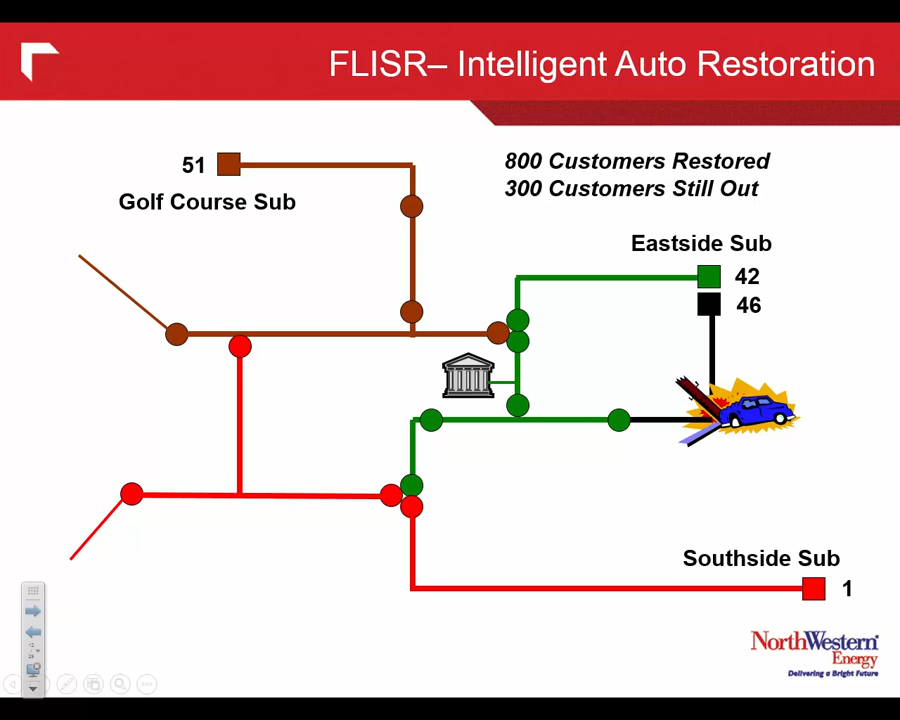 FLISR– Intelligent Auto Restoration
51
Golf Course Sub
800 Customers Restored
300 Customers Still Out
Eastside Sub
42
46
Southside Sub
1
NorthWestern
Energy
Delivering a Bright Future